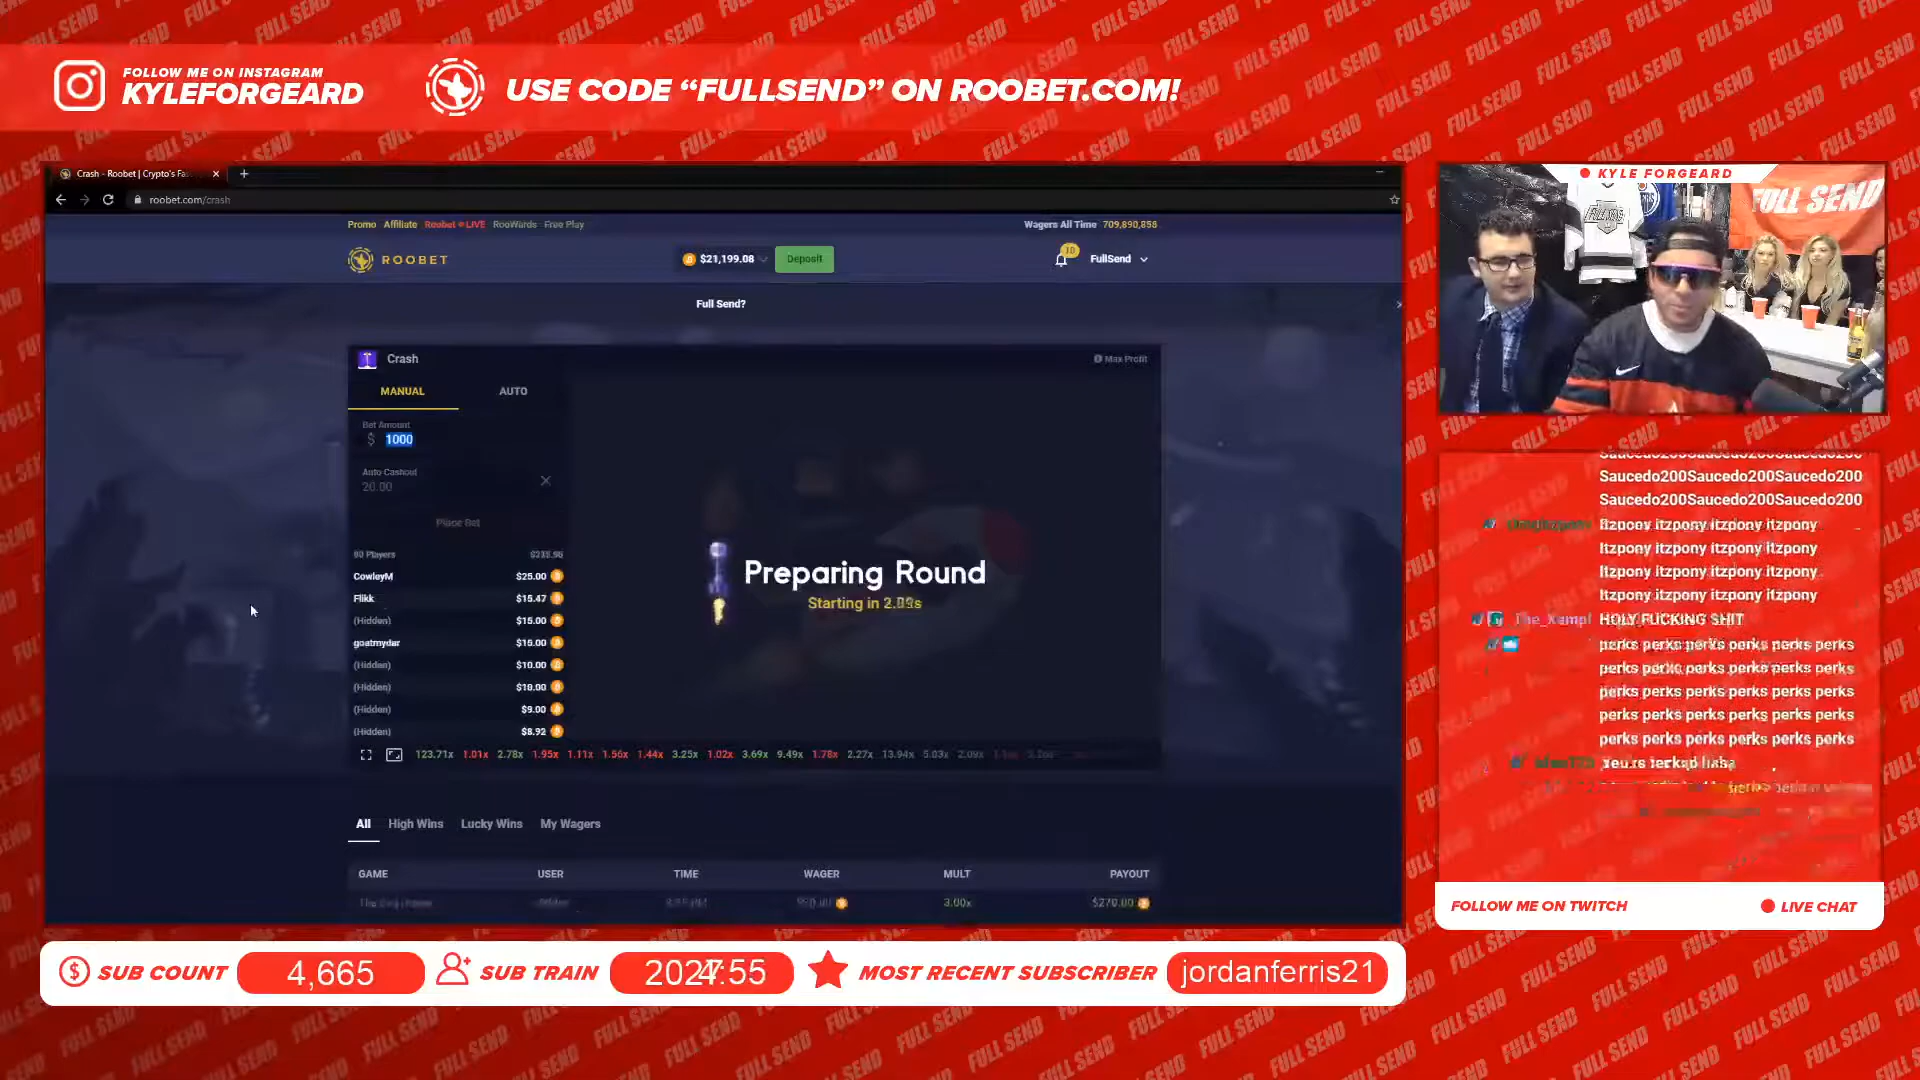 FOLLOW ME ON INSTAGRAM
KYLEFORGEARD
USE CODE “FULLSEND” ON ROOBET.COM!
Crash - Roobet | Crypto's Fa
roobet.com/crash
Promo Affiliate Roobet LIVE RooWards Free Play
Wagers All Time 709,890,858
ROOBET
$21,199.08
Deposit
10
FullSend
Full Send?
Crash
Max Profit
MANUAL AUTO
Bet Amount
$ 1000
Auto Cashout
20.00
Place Bet
Players
CowleyM $25.00
Flikk $15.47
(Hidden) $15.00
goatmydar $15.00
(Hidden) $10.00
(Hidden) $10.00
(Hidden) $9.00
(Hidden) $8.92
Preparing Round
Starting in
123.71x 1.01x 2.78x 1.95x 1.11x 1.56x 1.44x 3.25x 1.02x 3.69x 9.49x 1.78x 2.27x 13.94x 5.03x 2.09x
All High Wins Lucky Wins My Wagers
GAME USER TIME WAGER MULT PAYOUT
3.00x $270.00
KYLE FORGEARD
FULL SEND
Saucedo200Saucedo200Saucedo200
Saucedo200Saucedo200Saucedo200
Saucedo200Saucedo200Saucedo200
itzpony itzpony itzpony
Itzpony itzpony itzpony Itzpony
Itzpony itzpony itzpony itzpony
Itzpony itzpony itzpony itzpony
HOLY FUCKING SHIT
perks perks perks perks perks perks
perks perks perks perks perks perks
perks perks perks perks perks perks
perks perks perks perks perks perks
perks perks perks perks perks perks
FOLLOW ME ON TWITCH
LIVE CHAT
SUB COUNT 4,665
SUB TRAIN
MOST RECENT SUBSCRIBER jordanferris21